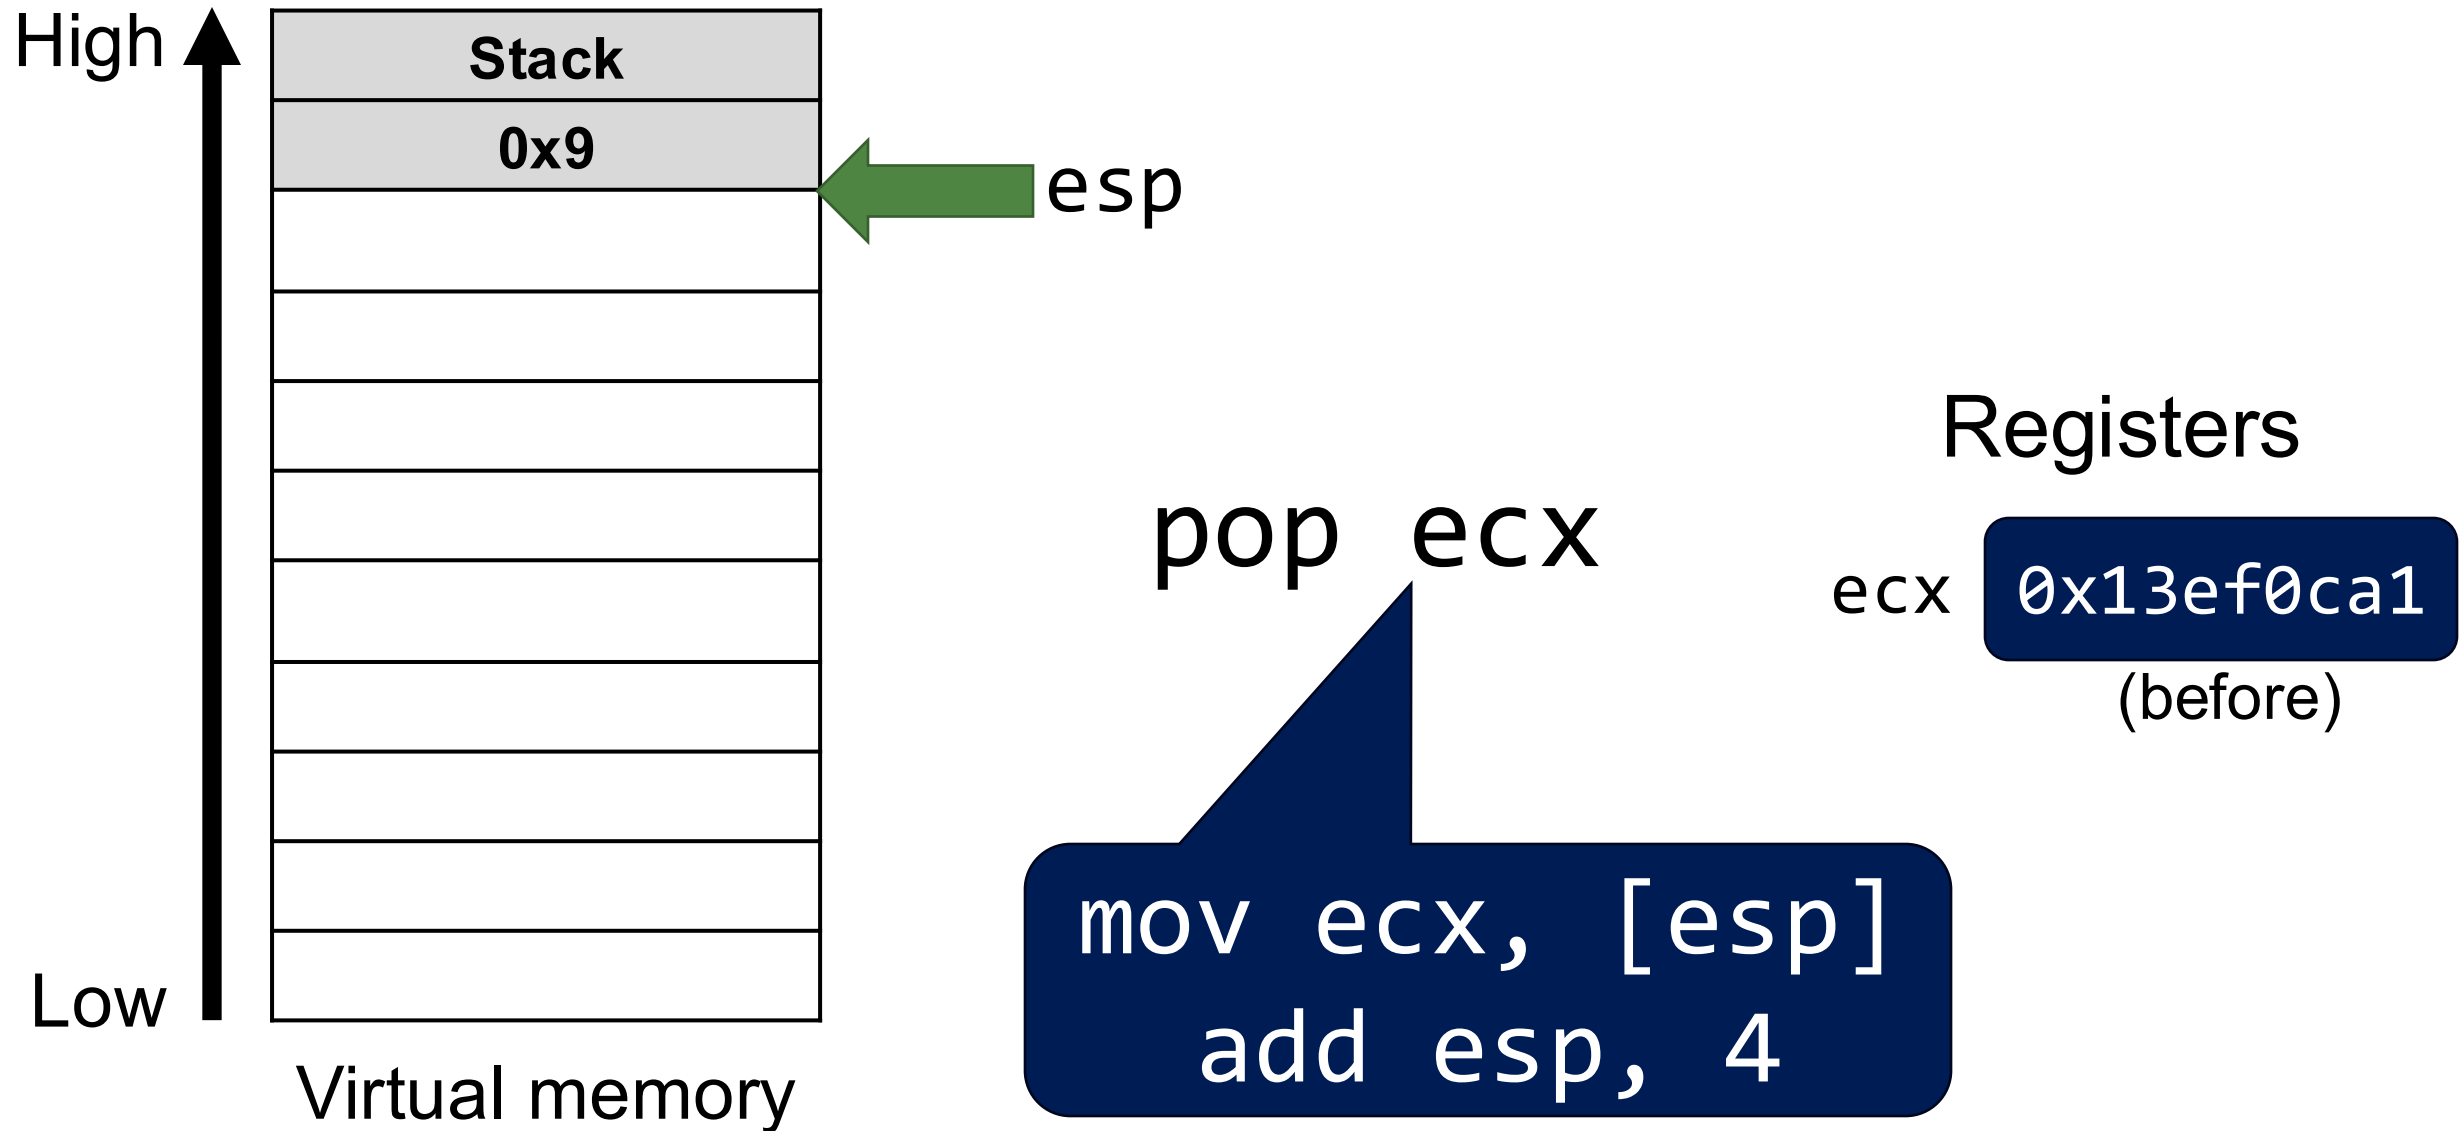 High
Stack
0x9
esp
Registers
pop ecx
ecx 0x13ef0ca1
(before)
mov ecx, [esp]
add esp, 4
Low
Virtual memory